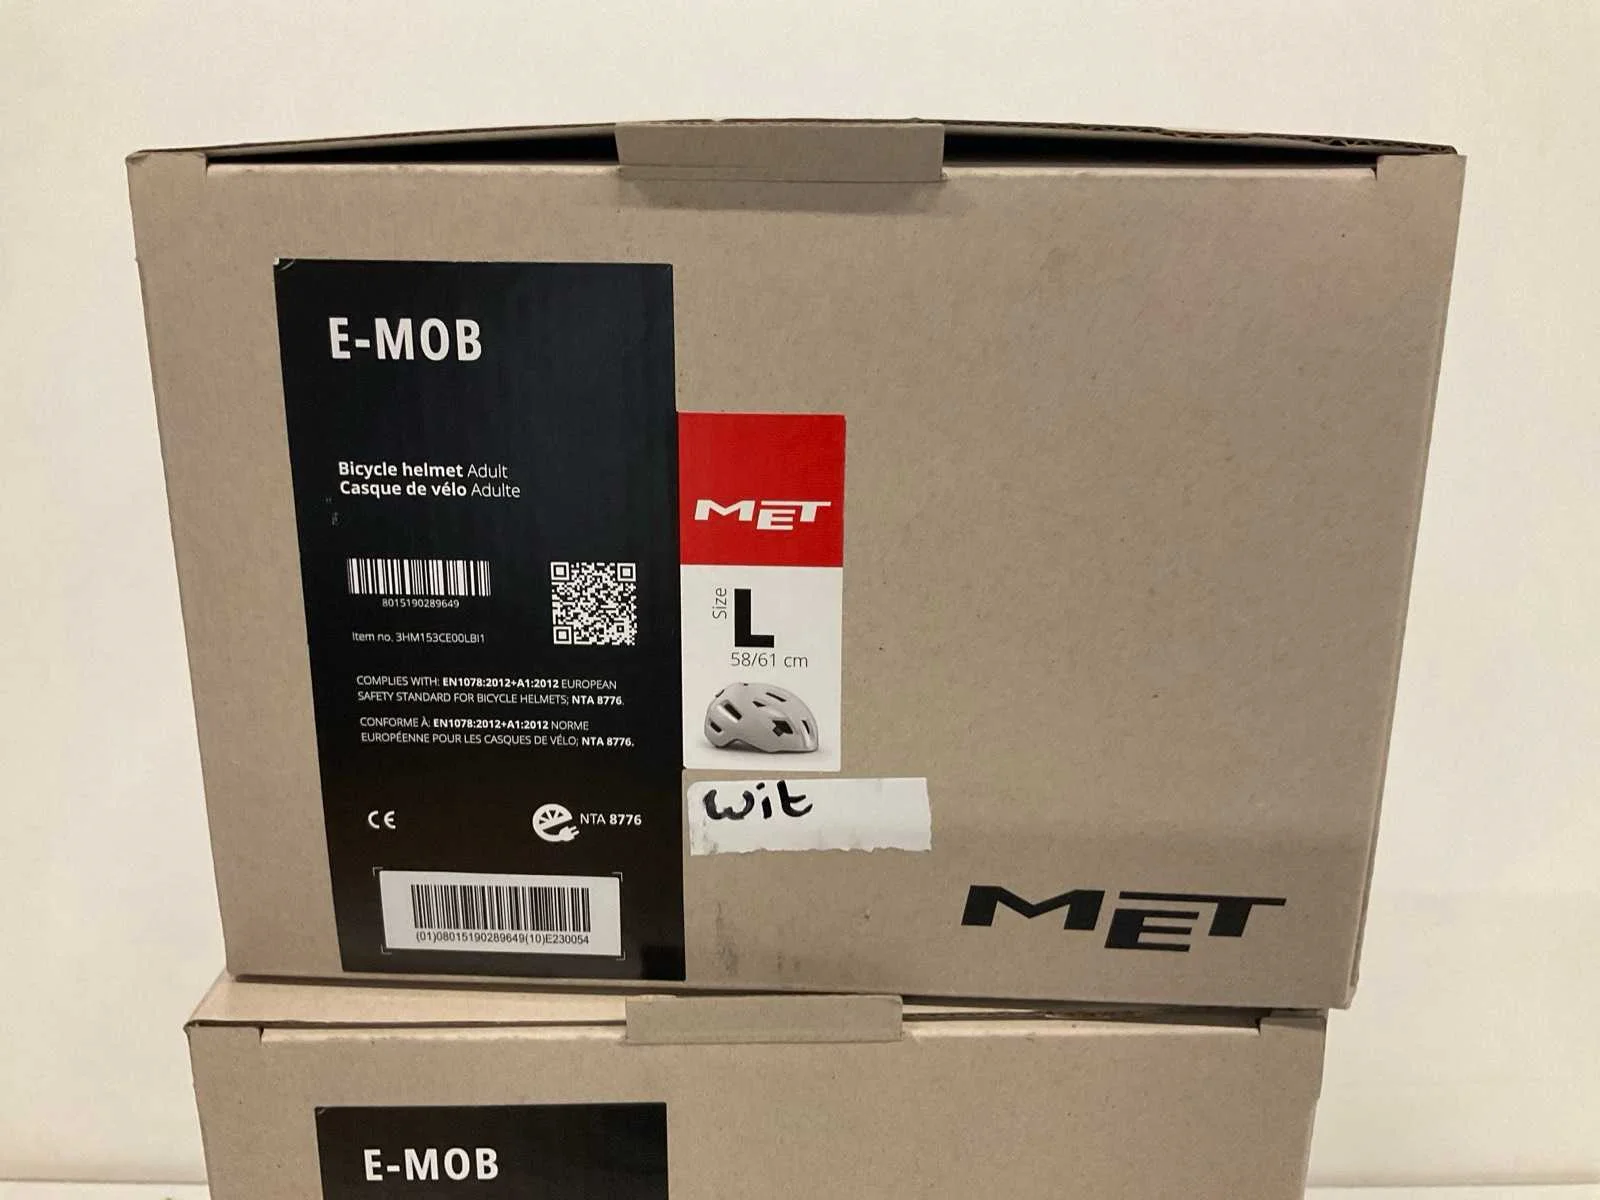 E-MOB
Bicycle helmet Adult
Casque de vélo Adulte
8015190289649
Item no. 3HM153CE00LBI1
COMPLIES WITH: EN1078:2012+A1:2012 EUROPEAN
SAFETY STANDARD FOR BICYCLE HELMETS; NTA 8776.
CONFORME À: EN1078:2012+A1:2012 NORME
EUROPÉENNE POUR LES CASQUES DE VÉLO; NTA 8776.
CE
NTA 8776
(01)08015190289649(10)E230054
MET
Size
L
58/61 cm
wit
MET
E-MOB